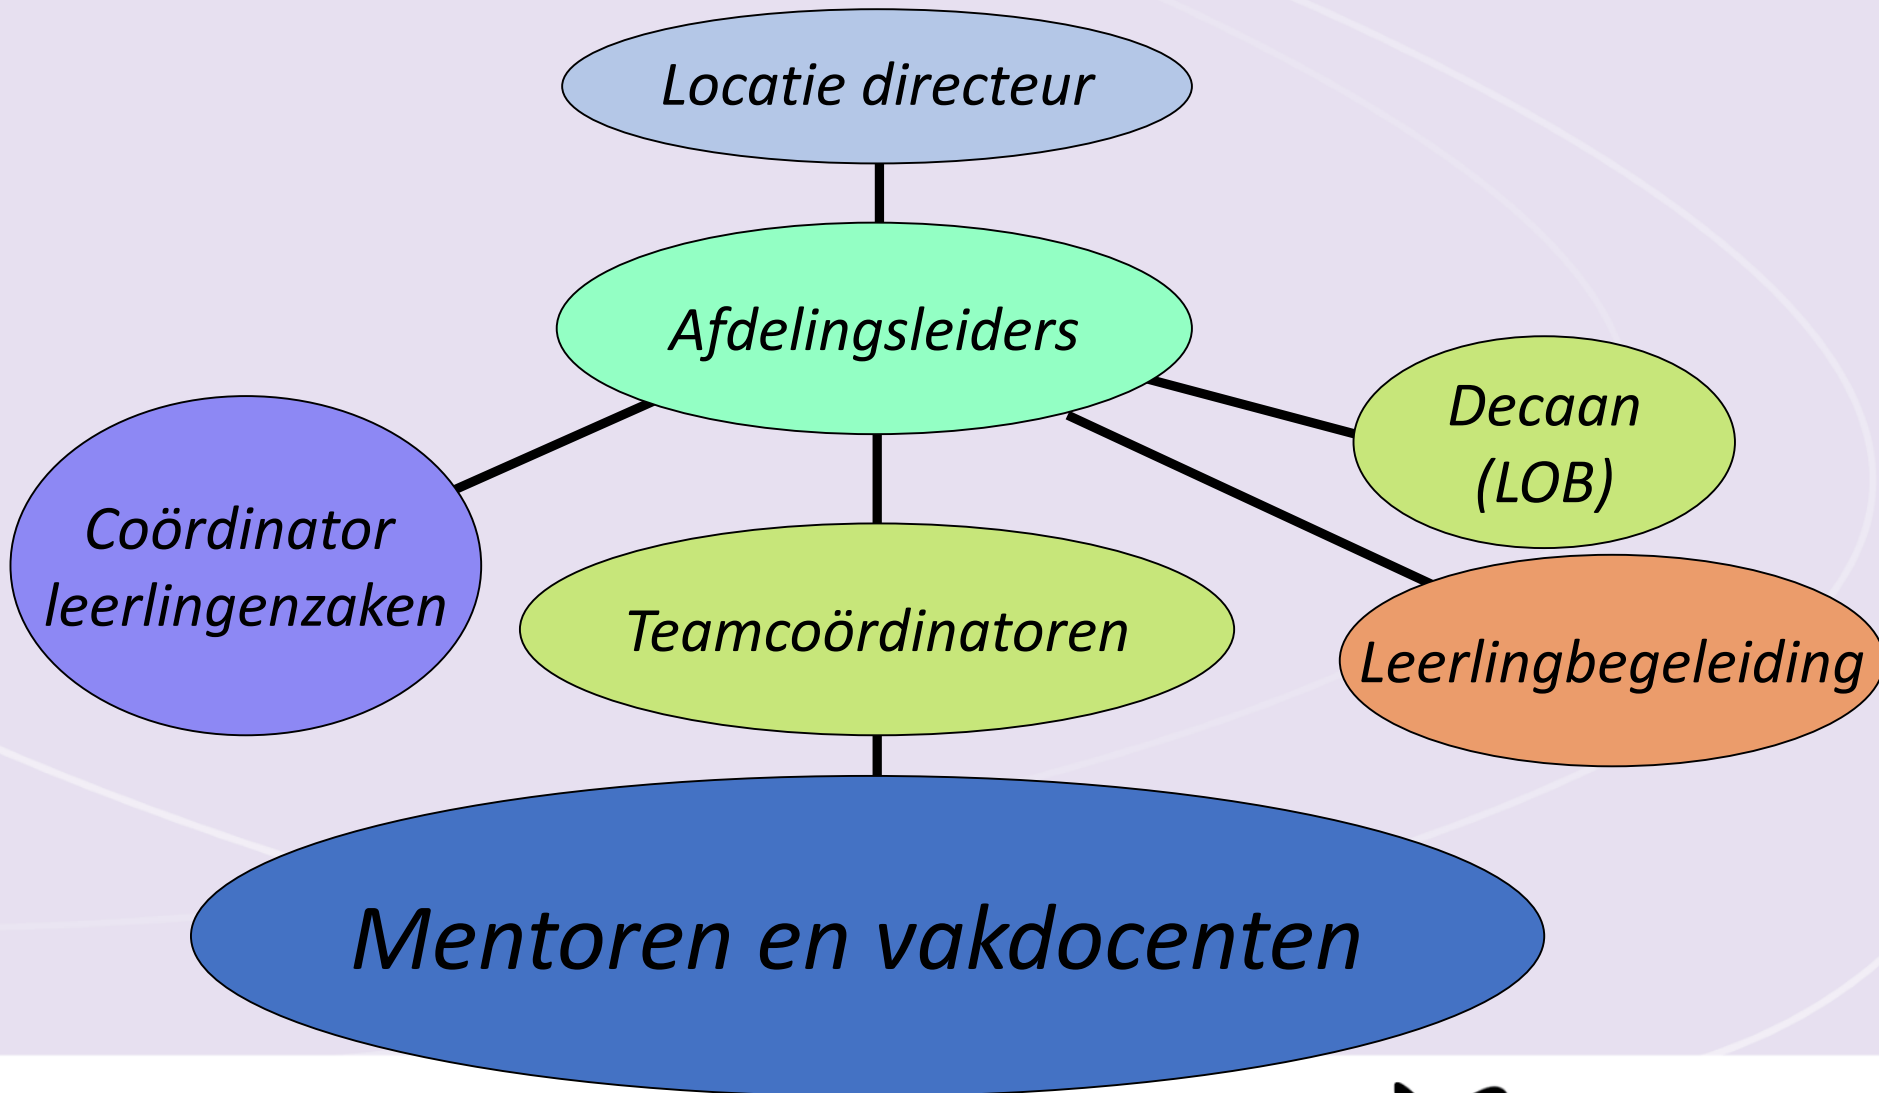 Locatie directeur
Afdelingsleiders
Decaan
(LOB)
Coördinator
leerlingenzaken
Teamcoördinatoren
Leerlingbegeleiding
Mentoren en vakdocenten